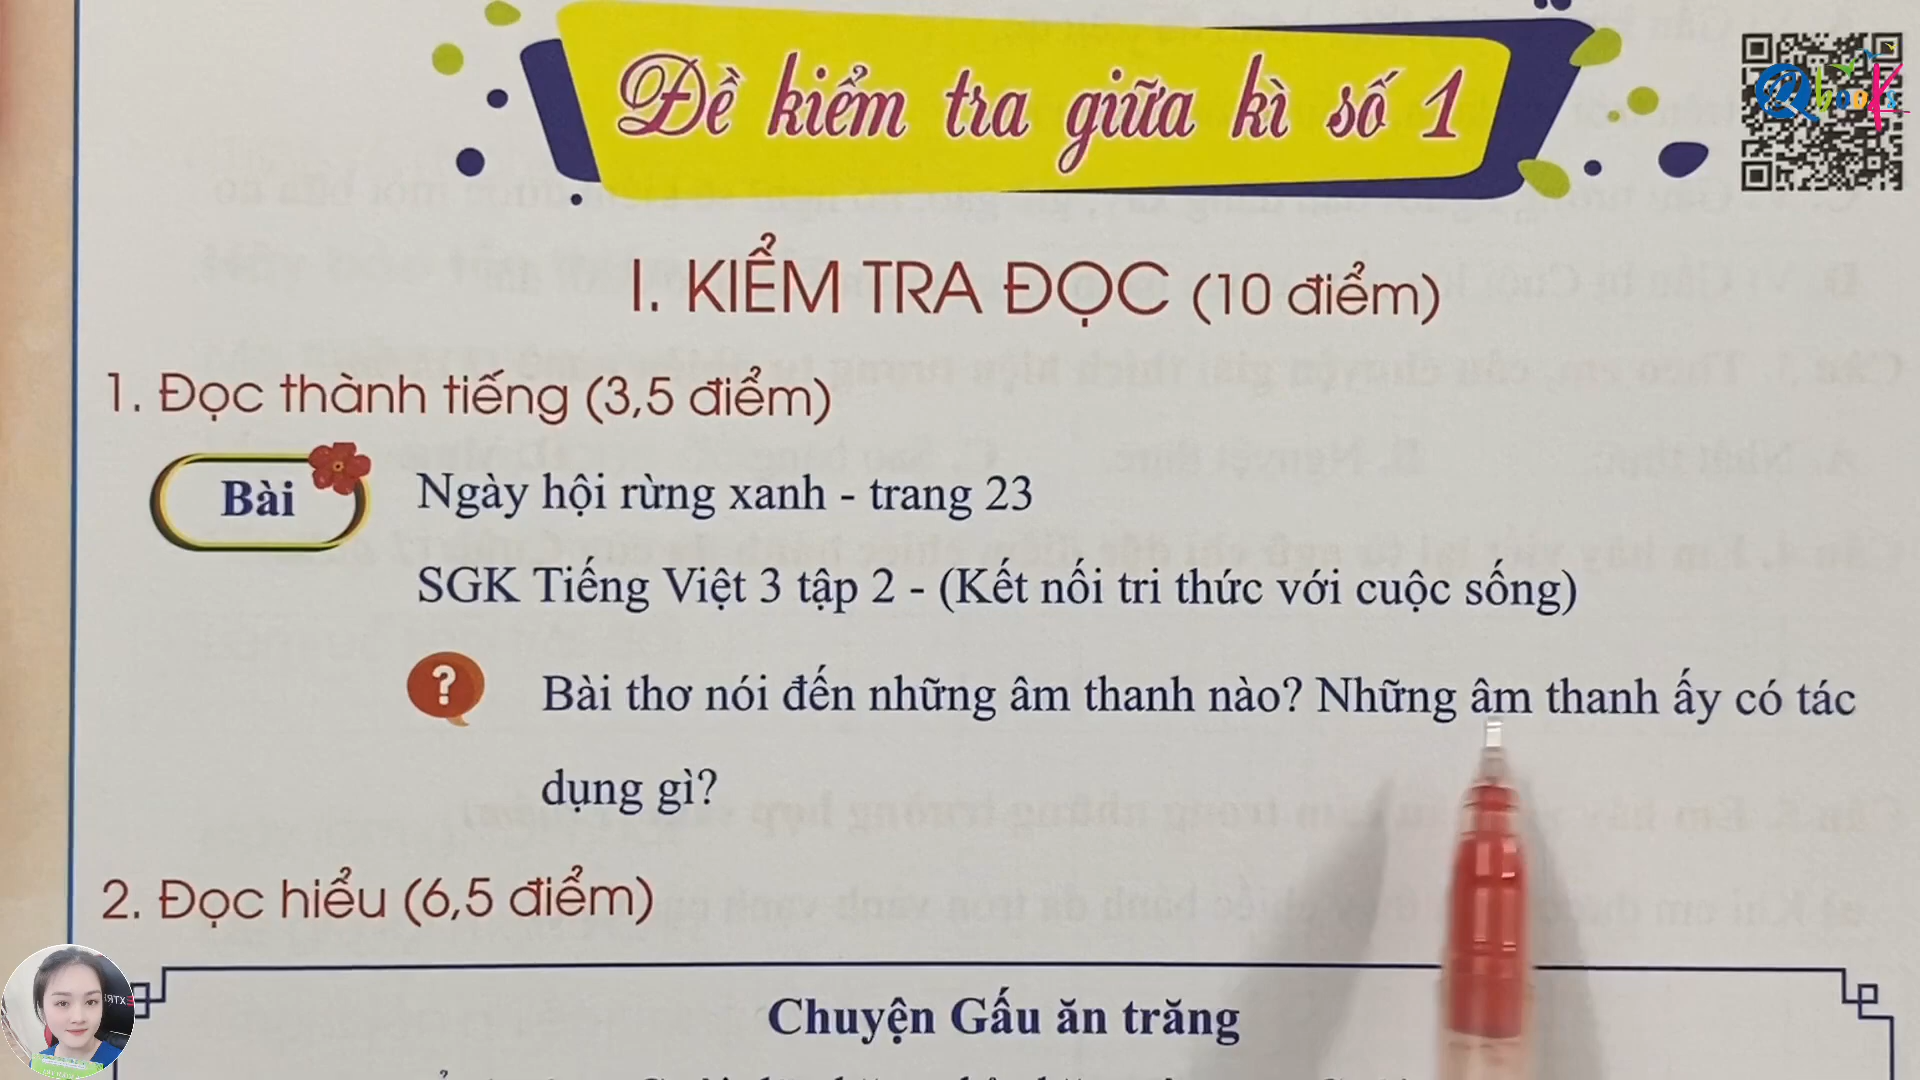 Đề kiểm tra giữa kì số 1
Qbooks
I. KIỂM TRA ĐỌC (10 điểm)
1. Đọc thành tiếng (3,5 điểm)
Bài
Ngày hội rừng xanh - trang 23
SGK Tiếng Việt 3 tập 2 - (Kết nối tri thức với cuộc sống)
?
Bài thơ nói đến những âm thanh nào? Những âm thanh ấy có tác
dụng gì?
2. Đọc hiểu (6,5 điểm)
Chuyện Gấu ăn trăng